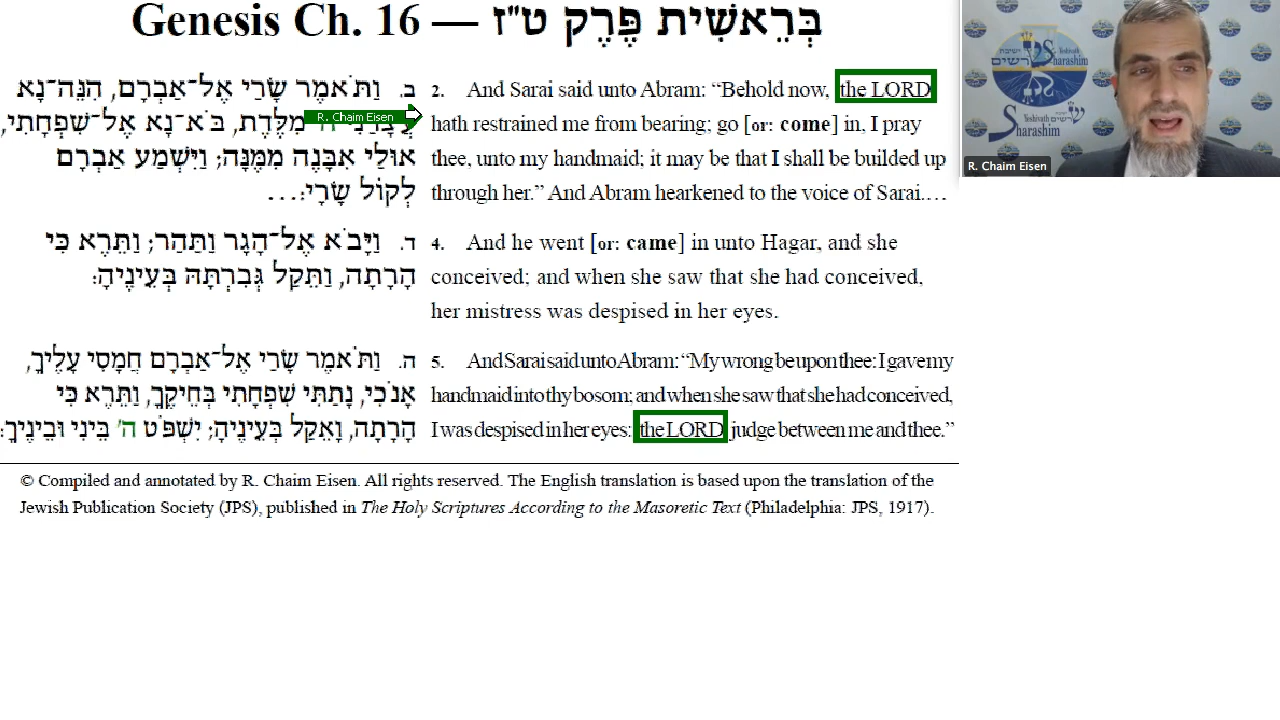 Genesis Ch. 16 — בְּרֵאשִׁית פֶּרֶק ט"ז
ב. וַתֹּאמֶר שָׂרַי אֶל־אַבְרָם, הִנֵּה־נָא
מִלֶּדֶת, בֹּא־נָא אֶל־שִׁפְחָתִי,
אוּלַי אִבָּנֶה מִמֶּנָּה; וַיִּשְׁמַע אַבְרָם
לְקוֹל שָׂרָי:...
2. And Sarai said unto Abram: “Behold now, the LORD
hath restrained me from bearing; go [or: come] in, I pray
thee, unto my handmaid; it may be that I shall be builded up
through her.” And Abram hearkened to the voice of Sarai.…
ד. וַיָּבֹא אֶל־הָגָר וַתַּהַר; וַתֵּרֶא כִּי
הָרָתָה, וַתֵּקַל גְּבִרְתָּהּ בְּעֵינֶיהָ:
4. And he went [or: came] in unto Hagar, and she
conceived; and when she saw that she had conceived,
her mistress was despised in her eyes.
ה. וַתֹּאמֶר שָׂרַי אֶל־אַבְרָם חֲמָסִי עָלֶיךָ,
אָנֹכִי, נָתַתִּי שִׁפְחָתִי בְּחֵיקֶךָ, וַתֵּרֶא כִּי
הָרָתָה, וָאֵקַל בְּעֵינֶיהָ; יִשְׁפֹּט ה' בֵּינִי וּבֵינֶיךָ:
5. And Sarai said unto Abram: “My wrong be upon thee: I gave my
handmaid into thy bosom; and when she saw that she had conceived,
I was despised in her eyes: the LORD judge between me and thee.”
© Compiled and annotated by R. Chaim Eisen. All rights reserved. The English translation is based upon the translation of the
Jewish Publication Society (JPS), published in The Holy Scriptures According to the Masoretic Text (Philadelphia: JPS, 1917).
R. Chaim Eisen
R. Chaim Eisen
ישיבת
שרשים
Yeshivath
Sharashim
Yeshivath
Sharashim